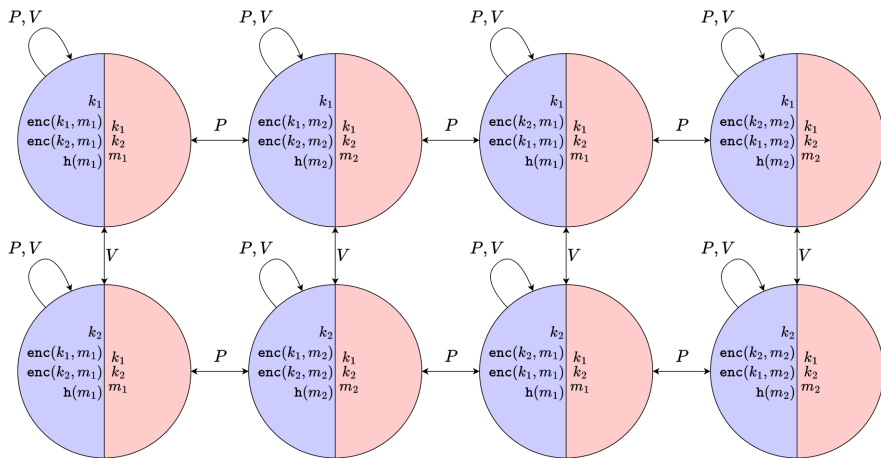 P, V P, V P, V P, V
k₁ k₁ k₁ k₁
enc(k₁, m₁) k₁ enc(k₁, m₂) k₁ enc(k₂, m₁) k₁ enc(k₂, m₂) k₁
P P P
enc(k₂, m₁) k₂ enc(k₂, m₂) k₂ enc(k₁, m₁) k₂ enc(k₁, m₂) k₂
h(m₁) m₁ h(m₂) m₂ h(m₁) m₁ h(m₂) m₂
P, V V P, V V P, V V P, V V
k₂ k₂ k₂ k₂
enc(k₁, m₁) k₁ enc(k₁, m₂) k₁ enc(k₂, m₁) k₁ enc(k₂, m₂) k₁
P P P
enc(k₂, m₁) k₂ enc(k₂, m₂) k₂ enc(k₁, m₁) k₂ enc(k₁, m₂) k₂
h(m₁) m₁ h(m₂) m₂ h(m₁) m₁ h(m₂) m₂